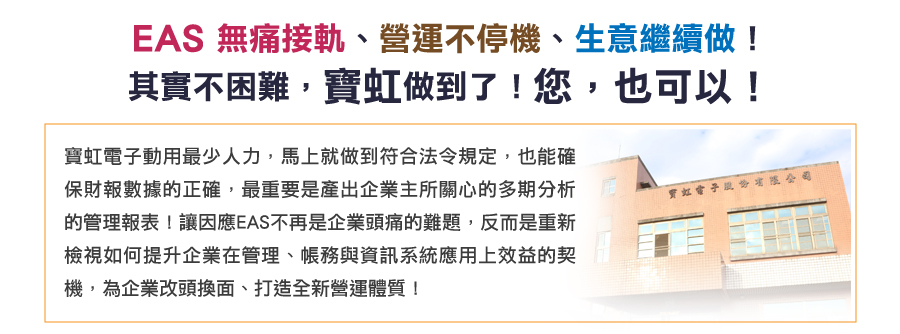 EAS 無痛接軌、營運不停機、生意繼續做！
其實不困難，寶虹做到了！您，也可以！
寶虹電子動用最少人力，馬上就做到符合法令規定，也能確
保財報數據的正確，最重要是產出企業主所關心的多期分析
的管理報表！讓因應EAS不再是企業頭痛的難題，反而是重新
檢視如何提升企業在管理、帳務與資訊系統應用上效益的契
機，為企業改頭換面、打造全新營運體質！
寶虹電子股份有限公司